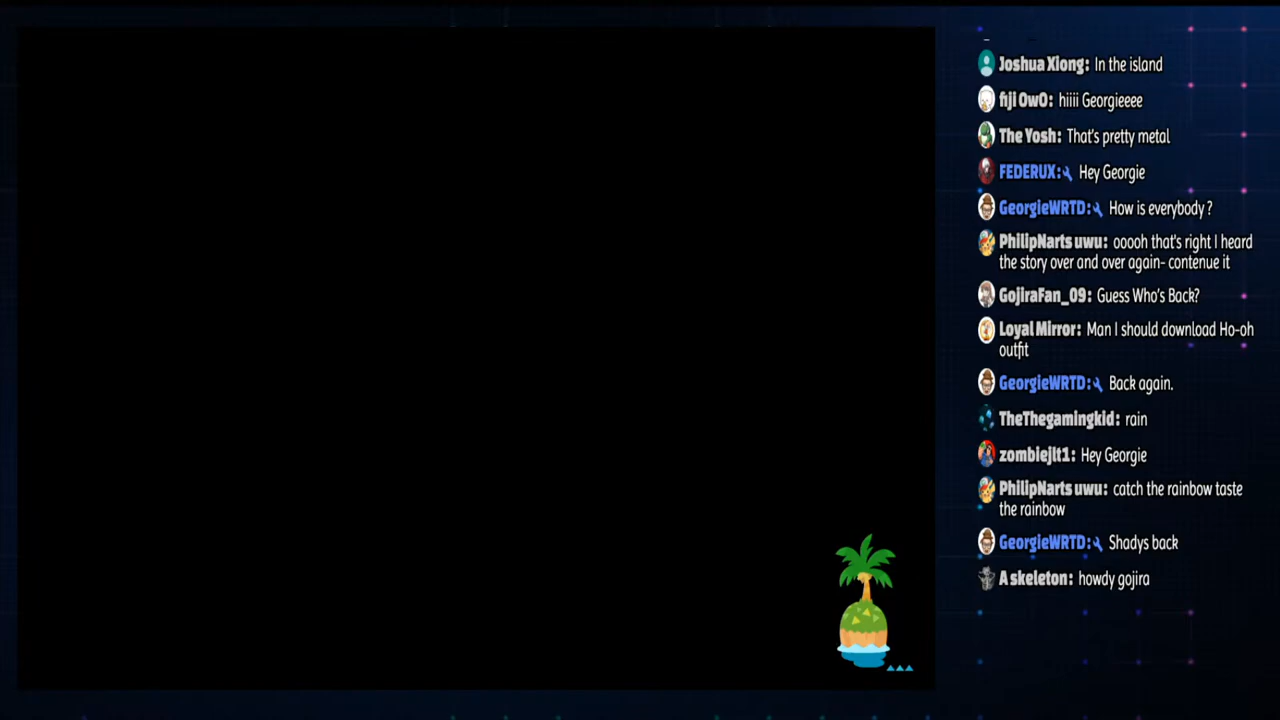 Joshua Xiong: In the island
fiji OwO: hiiii Georgieeee
The Yosh: That's pretty metal
FEDERUX: Hey Georgie
GeorgieWRTD: How is everybody ?
PhilipNarts uwu: ooooh that's right I heard
the story over and over again- contenue it
GojiraFan_09: Guess Who's Back?
Loyal Mirror: Man I should download Ho-oh
outfit
GeorgieWRTD: Back again.
TheThegamingkid: rain
zombiejlt1: Hey Georgie
PhilipNarts uwu: catch the rainbow taste
the rainbow
GeorgieWRTD: Shadys back
A skeleton: howdy gojira